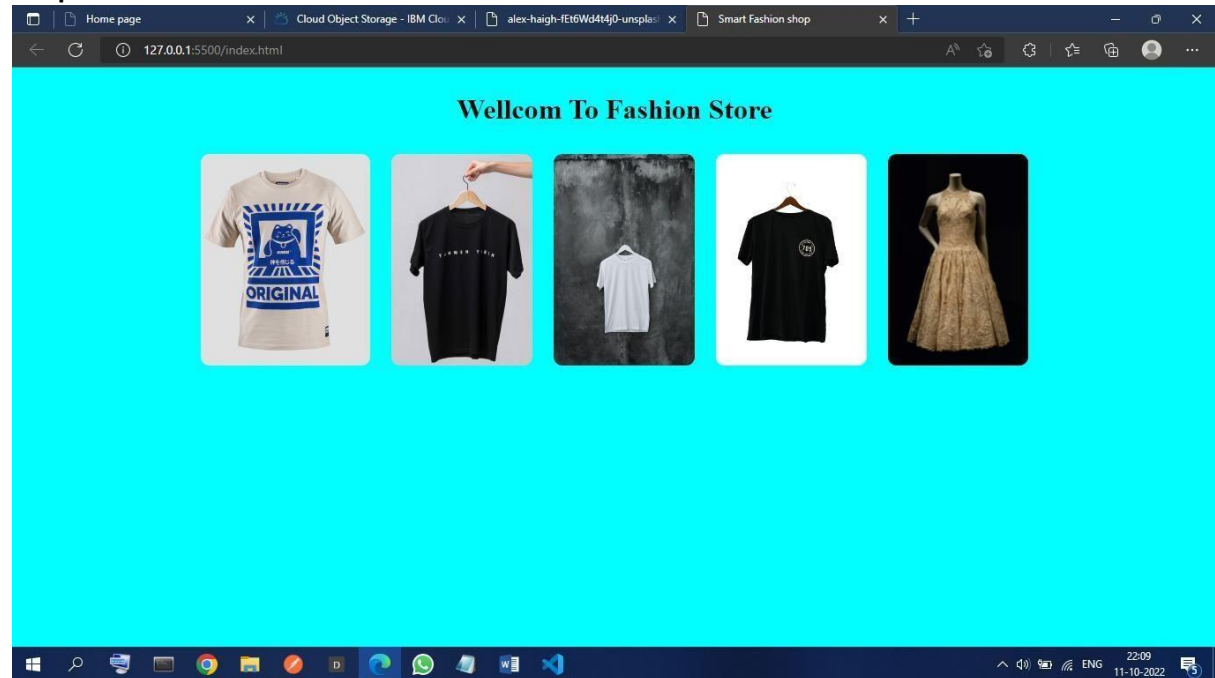 Home page
Cloud Object Storage - IBM Clou
alex-haigh-fEt6Wd4t4j0-unsplas
Smart Fashion shop
127.0.0.1:5500/index.html
Wellcom To Fashion Store
ORIGINAL
ENG
22:09
11-10-2022